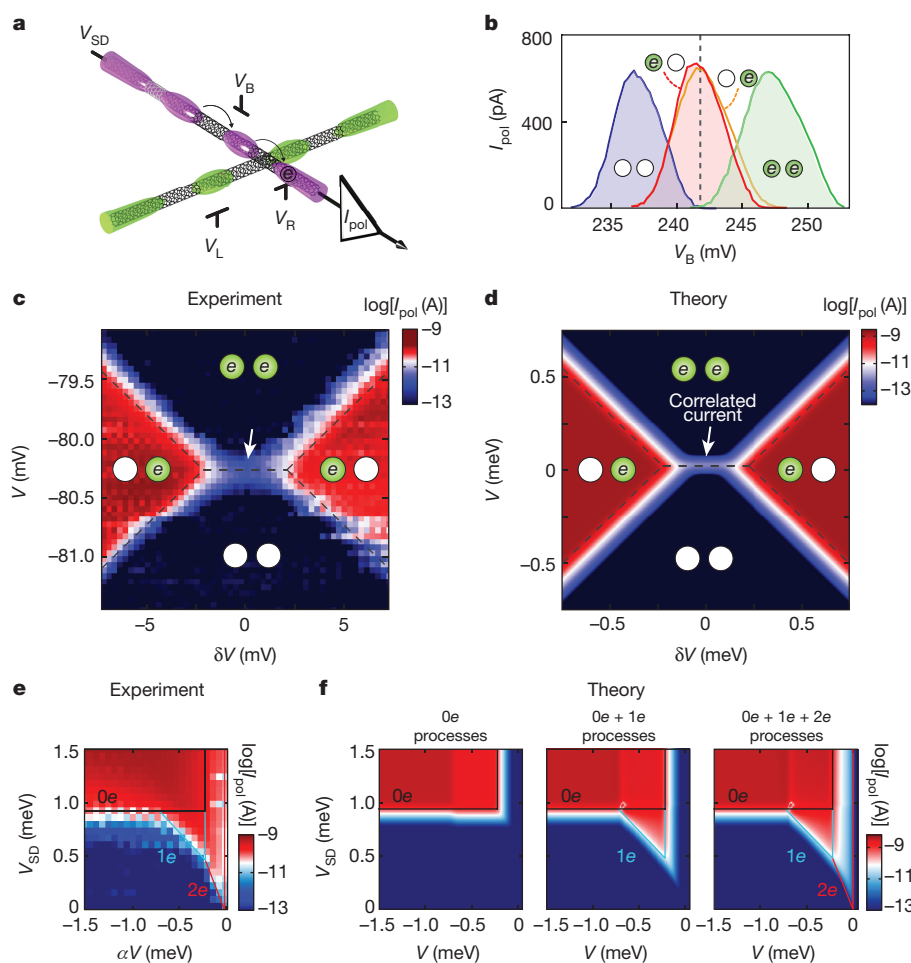 a
V_SD
V_B
V_L
V_R
e
I_pol
b
I_pol (pA)
800
400
0
e
e
e e
235 240 245 250
V_B (mV)
c
Experiment
log[I_pol (A)]
−9
−11
−13
V (mV)
−79.5
−80.0
−80.5
−81.0
e e
e
e
−5 0 5
δV (mV)
d
Theory
log[I_pol (A)]
−9
−11
−13
V (meV)
0.5
0
−0.5
e e
Correlated
current
e
e
−0.5 0 0.5
δV (meV)
e
Experiment
V_SD (meV)
1.5
1.0
0.5
0
0e
1e
2e
−1.5 −1.0 −0.5 0
αV (meV)
log[I_pol (A)]
−9
−11
−13
f
Theory
0e
processes
0e + 1e
processes
0e + 1e + 2e
processes
V_SD (meV)
1.5
1.0
0.5
0
0e
0e
1e
0e
1e
2e
−1.5 −1.0 −0.5 0
V (meV)
−1.5 −1.0 −0.5 0
V (meV)
−1.5 −1.0 −0.5 0
V (meV)
log[I_pol (A)]
−9
−11
−13